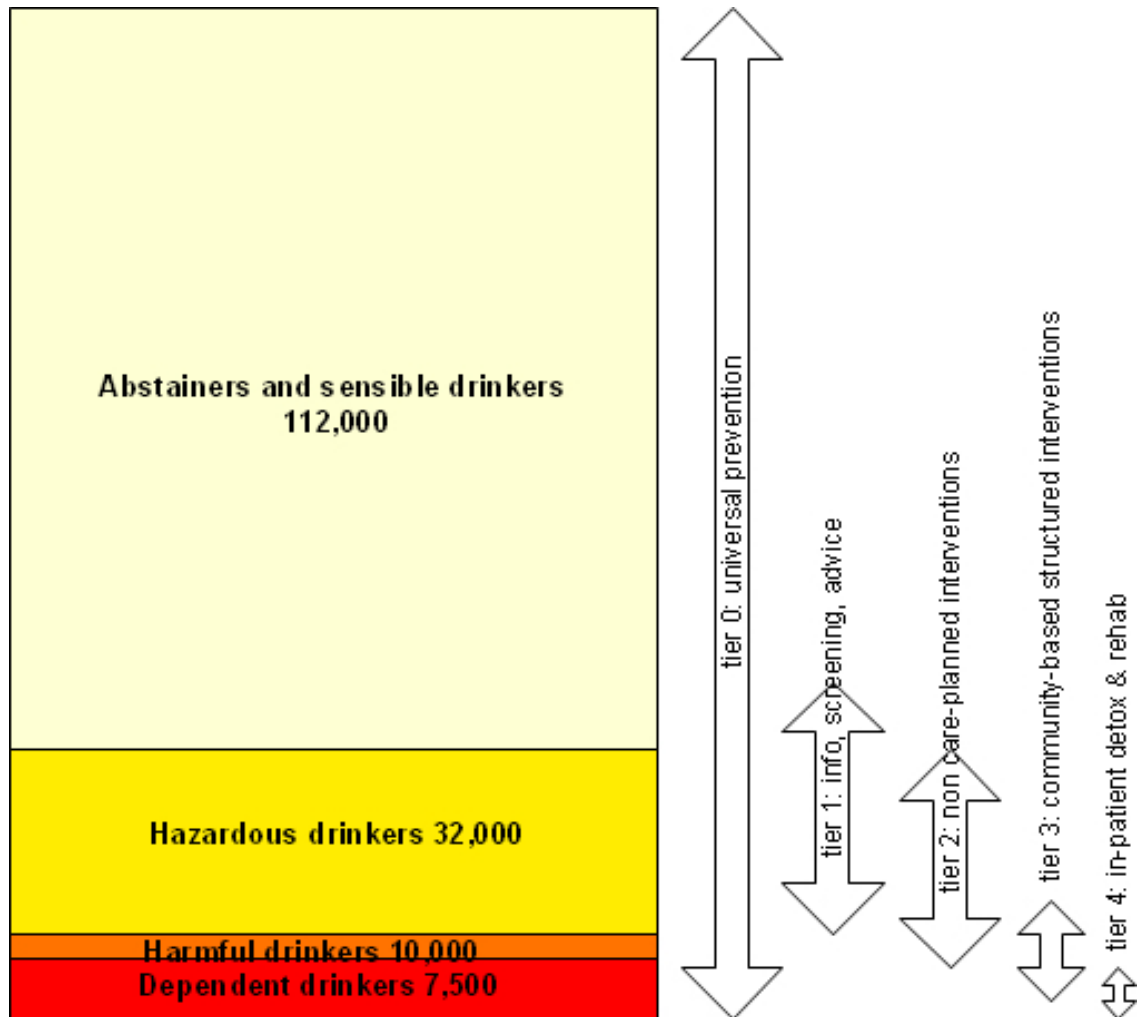 Abstainers and sensible drinkers
112,000
Hazardous drinkers 32,000
Harmful drinkers 10,000
Dependent drinkers 7,500
tier 0: universal prevention
tier 1: info, screening, advice
tier 2: non care-planned interventions
tier 3: community-based structured interventions
tier 4: in-patient detox & rehab